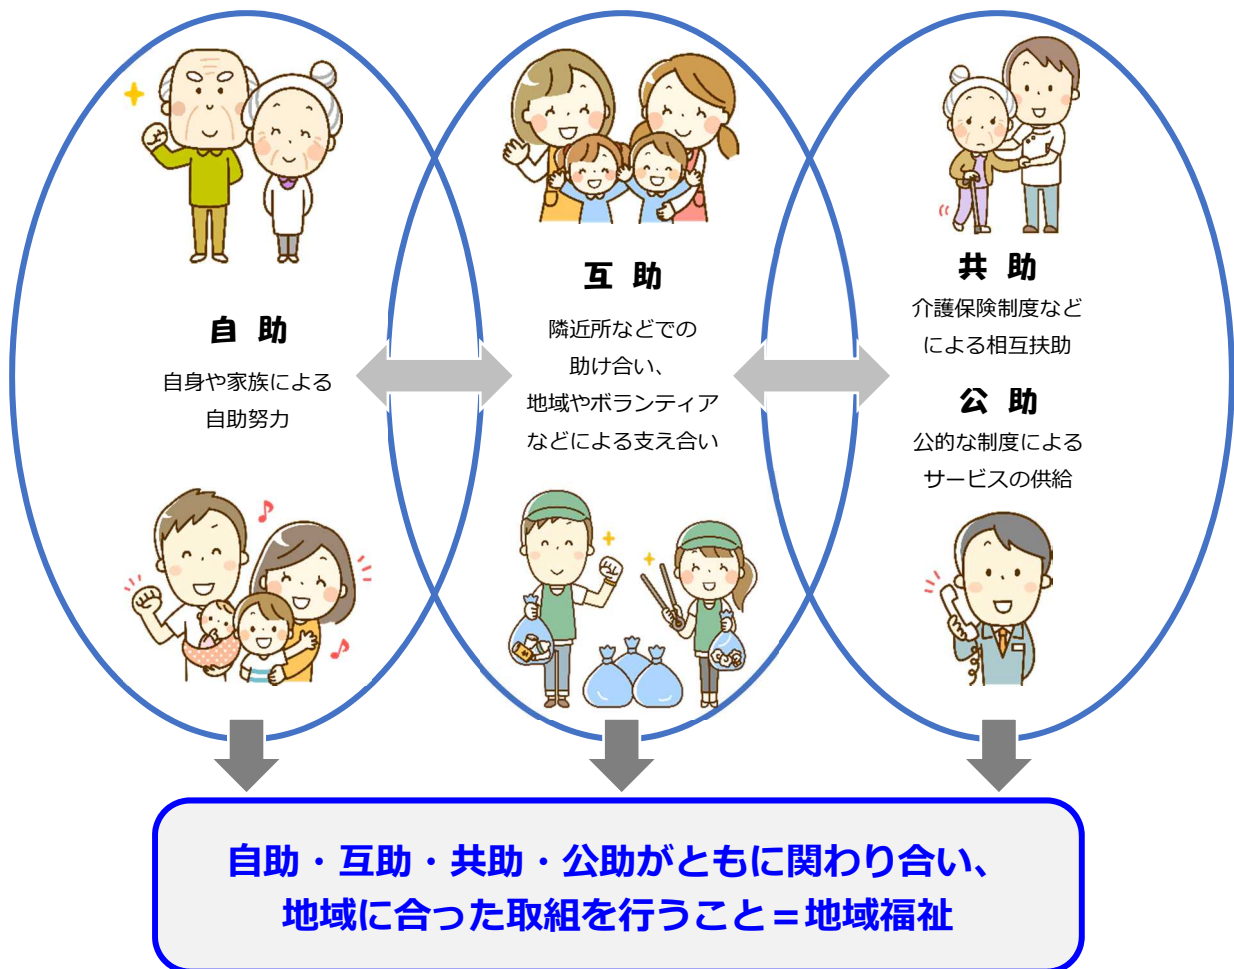 自助
自身や家族による
自助努力
互助
隣近所などでの
助け合い、
地域やボランティア
などによる支え合い
共助
介護保険制度など
による相互扶助
公助
公的な制度による
サービスの供給
自助・互助・共助・公助がともに関わり合い、
地域に合った取組を行うこと＝地域福祉